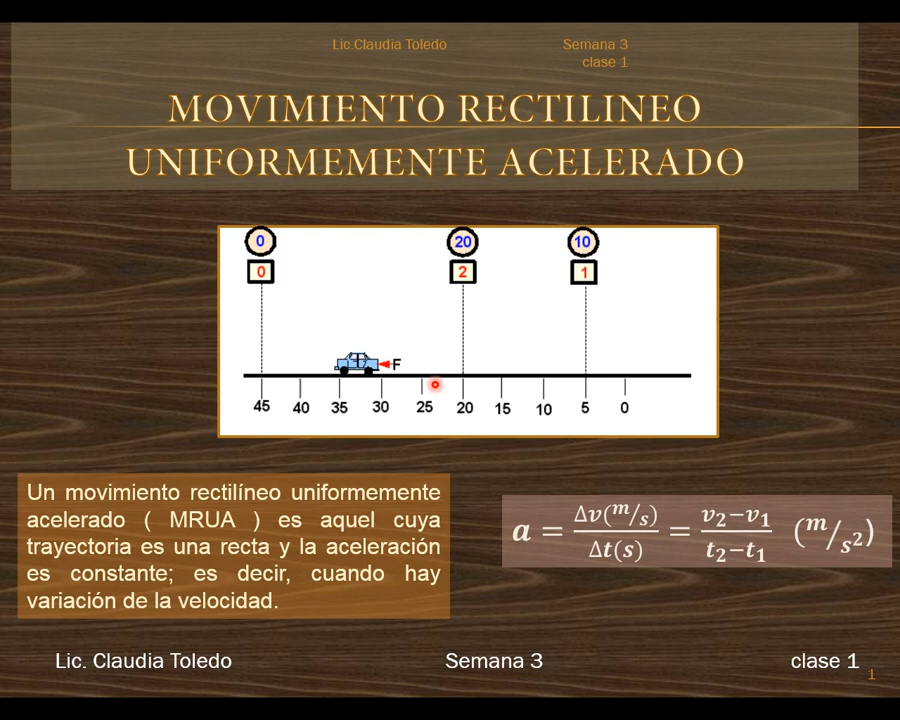 Lic.Claudia Toledo Semana 3
clase 1
MOVIMIENTO RECTILINEO
UNIFORMEMENTE ACELERADO
0 20 10
0 2 1
F
45 40 35 30 25 20 15 10 5 0
Un movimiento rectilíneo uniformemente
acelerado ( MRUA ) es aquel cuya
trayectoria es una recta y la aceleración
es constante; es decir, cuando hay
variación de la velocidad.
a = Δv(m/s) / Δt(s) = v₂−v₁ / t₂−t₁ (m/s²)
Lic. Claudia Toledo Semana 3 clase 1
1